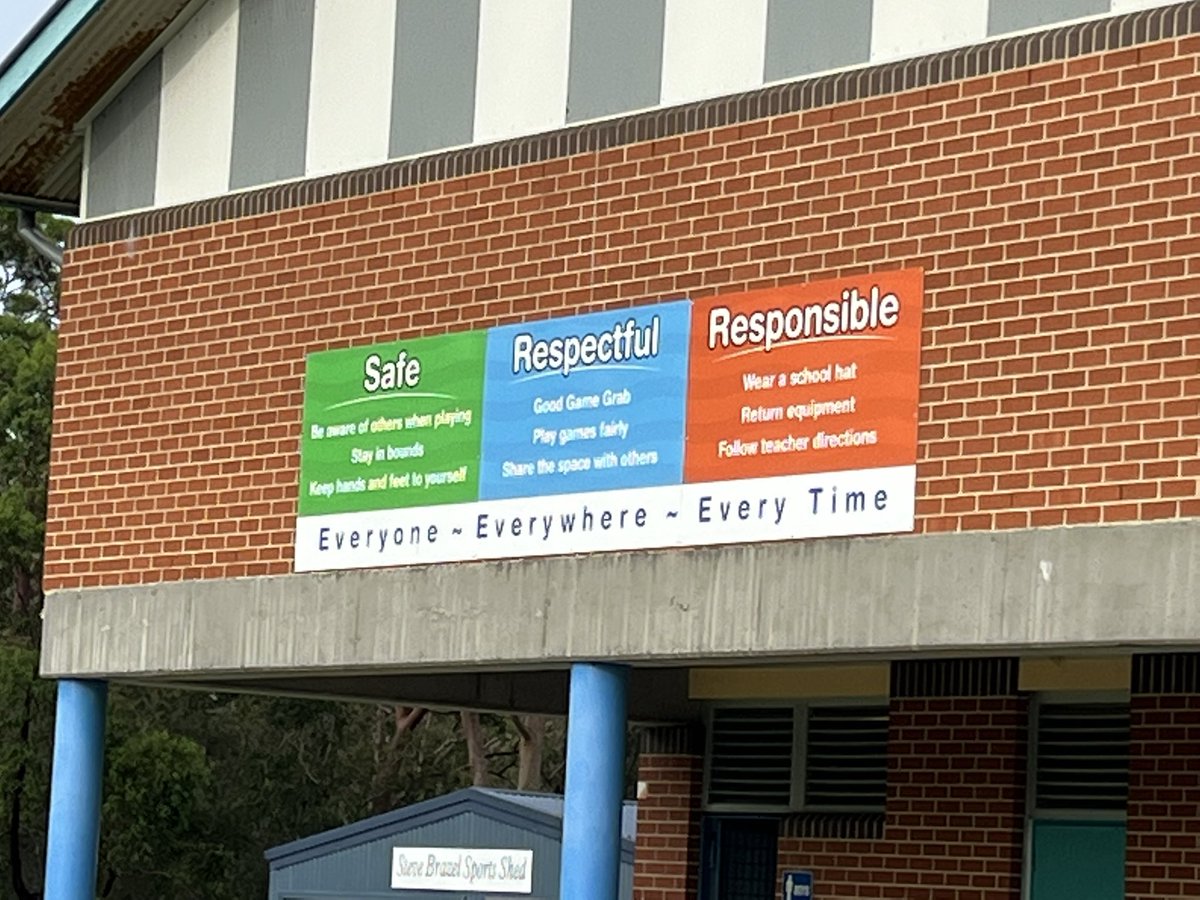 Safe
Be aware of others when playing
Stay in bounds
Keep hands and feet to yourself
Respectful
Good Game Grab
Play games fairly
Share the space with others
Responsible
Wear a school hat
Return equipment
Follow teacher directions
Everyone ~ Everywhere ~ Every Time
Steve Brazel Sports Shed